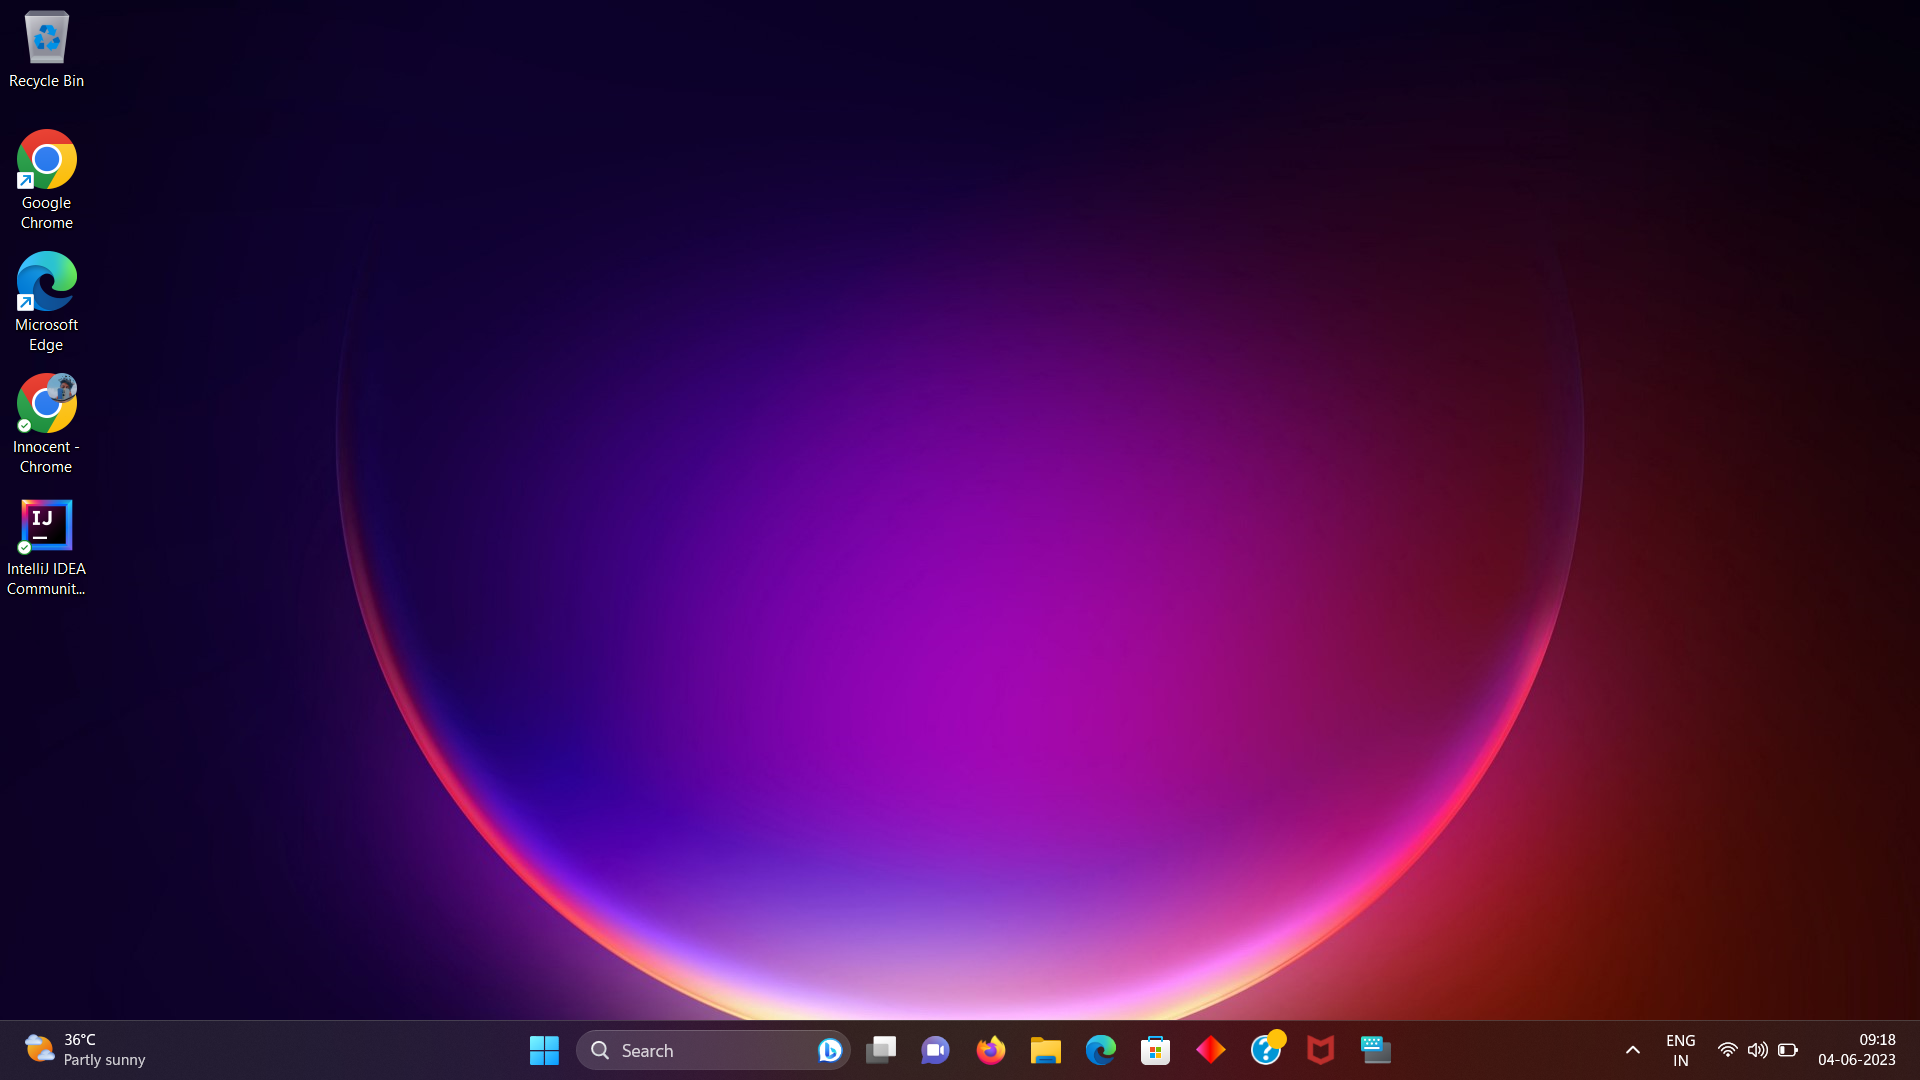 Recycle Bin
Google
Chrome
Microsoft
Edge
Innocent -
Chrome
IJ
IntelliJ IDEA
Communit...
36°C
Partly sunny
Search
ENG
IN
09:18
04-06-2023